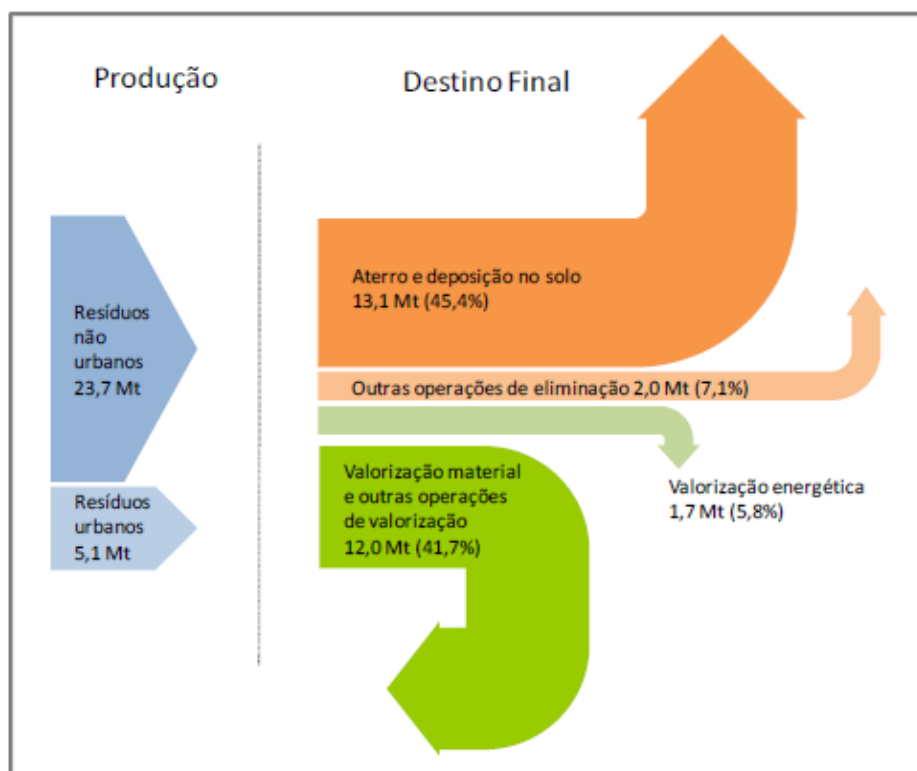 Produção
Destino Final
Resíduos
não
urbanos
23,7 Mt
Resíduos
urbanos
5,1 Mt
Aterro e deposição no solo
13,1 Mt (45,4%)
Outras operações de eliminação 2,0 Mt (7,1%)
Valorização energética
1,7 Mt (5,8%)
Valorização material
e outras operações
de valorização
12,0 Mt (41,7%)